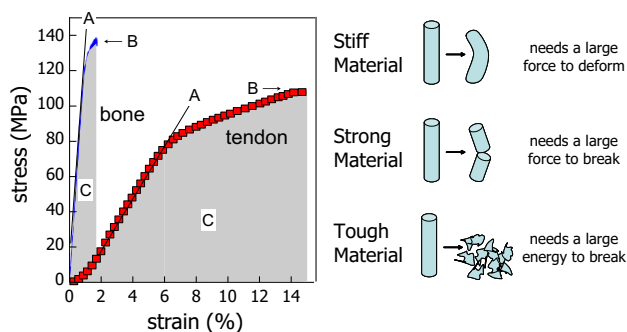 A
B
140
120
100
80
60
40
20
0
stress (MPa)
bone
C
A
B
tendon
C
0 2 4 6 8 10 12 14
strain (%)
Stiff
Material
needs a large
force to deform
Strong
Material
needs a large
force to break
Tough
Material
needs a large
energy to break